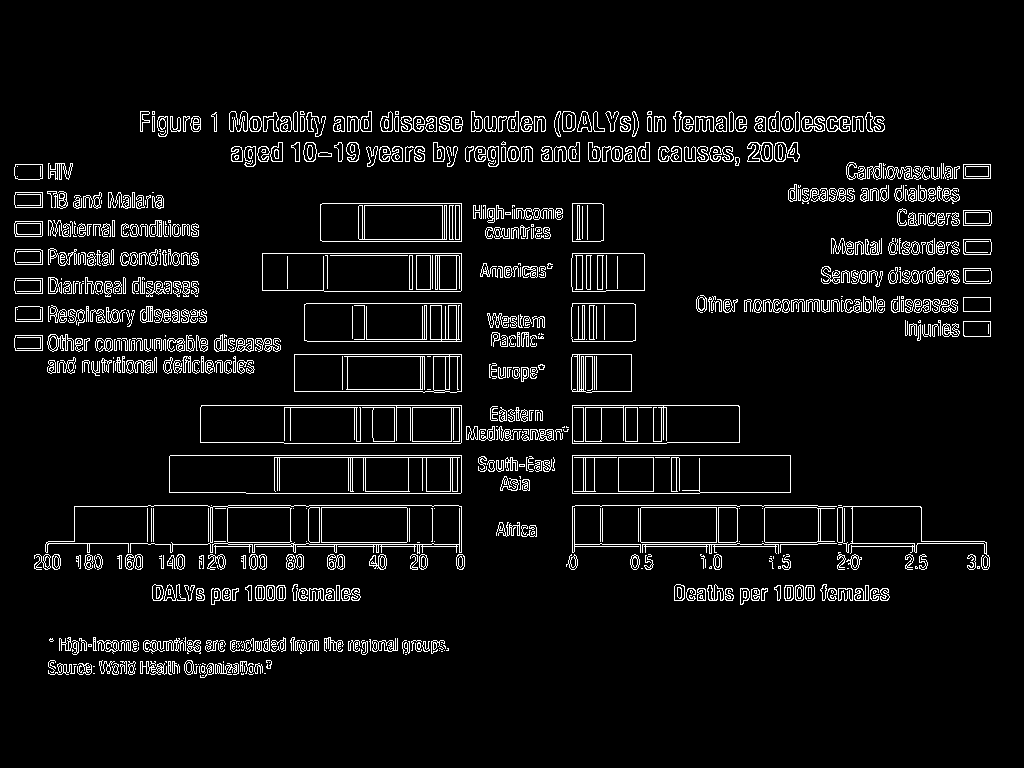 Figure 1 Mortality and disease burden (DALYs) in female adolescents
aged 10–19 years by region and broad causes, 2004
HIV
TB and Malaria
Maternal conditions
Perinatal conditions
Diarrhoeal diseases
Respiratory diseases
Other communicable diseases
and nutritional deficiencies
Cardiovascular
diseases and diabetes
Cancers
Mental disorders
Sensory disorders
Other noncommunicable diseases
Injuries
High-income
countries
Americas*
Western
Pacific*
Europe*
Eastern
Mediterranean*
South-East
Asia
Africa
200 180 160 140 120 100 80 60 40 20 0
0 0.5 1.0 1.5 2.0 2.5 3.0
DALYs per 1000 females
Deaths per 1000 females
* High-income countries are excluded from the regional groups.
Source: World Health Organization.